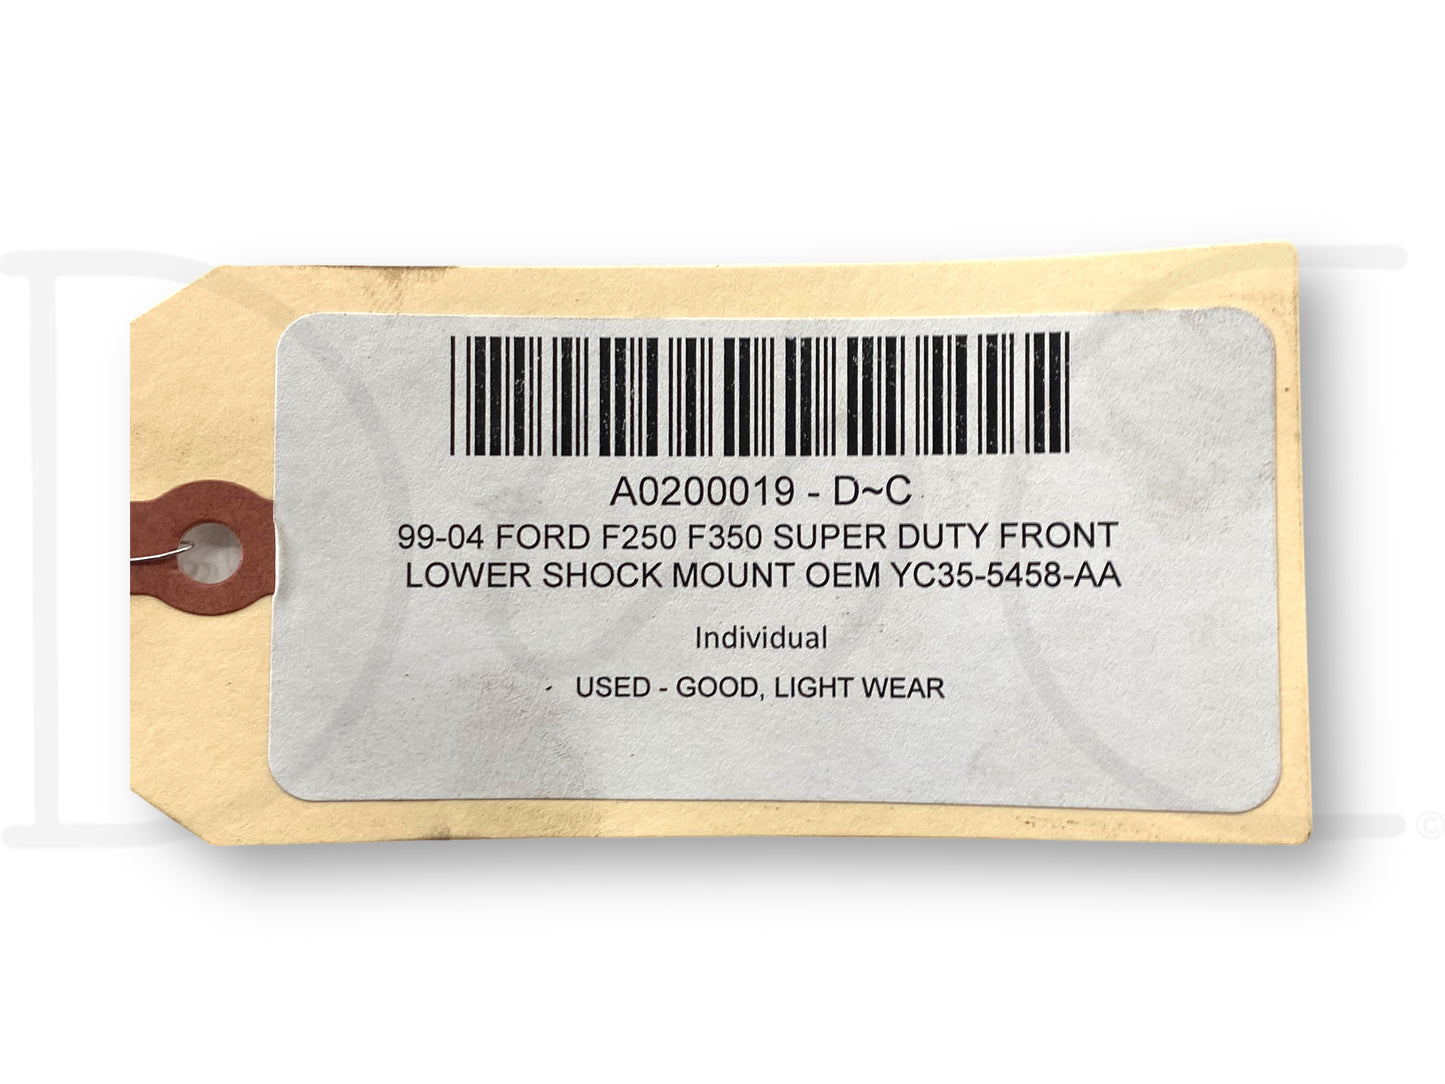 A0200019 - D~C
99-04 FORD F250 F350 SUPER DUTY FRONT
LOWER SHOCK MOUNT OEM YC35-5458-AA
Individual
USED - GOOD, LIGHT WEAR
©